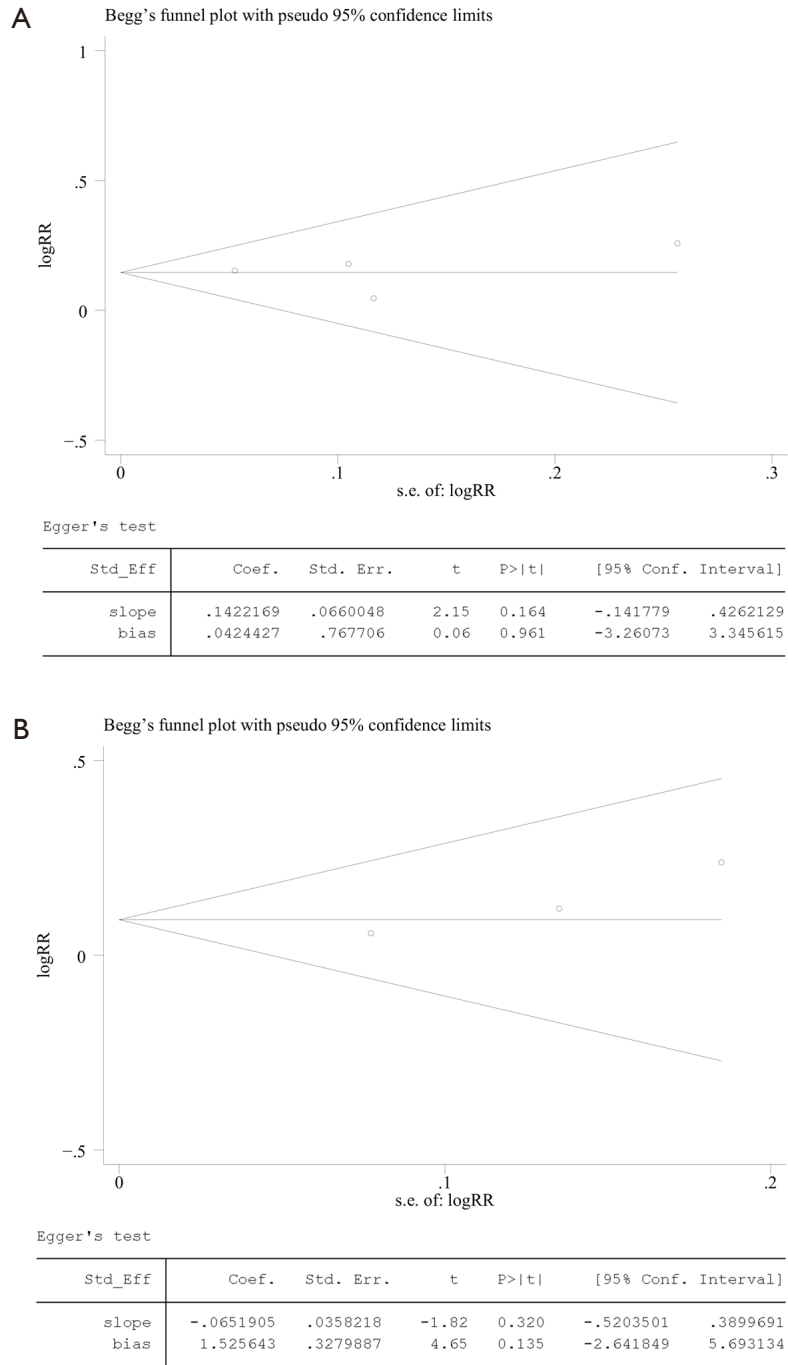 A
Begg's funnel plot with pseudo 95% confidence limits
1
.5
0
−.5
logRR
0 .1 .2 .3
s.e. of: logRR
Egger's test
Std_Eff Coef. Std. Err. t P>|t| [95% Conf. Interval]
slope .1422169 .0660048 2.15 0.164 -.141779 .4262129
bias .0424427 .767706 0.06 0.961 -3.26073 3.345615
B
Begg's funnel plot with pseudo 95% confidence limits
.5
0
−.5
logRR
0 .1 .2
s.e. of: logRR
Egger's test
Std_Eff Coef. Std. Err. t P>|t| [95% Conf. Interval]
slope -.0651905 .0358218 -1.82 0.320 -.5203501 .3899691
bias 1.525643 .3279887 4.65 0.135 -2.641849 5.693134